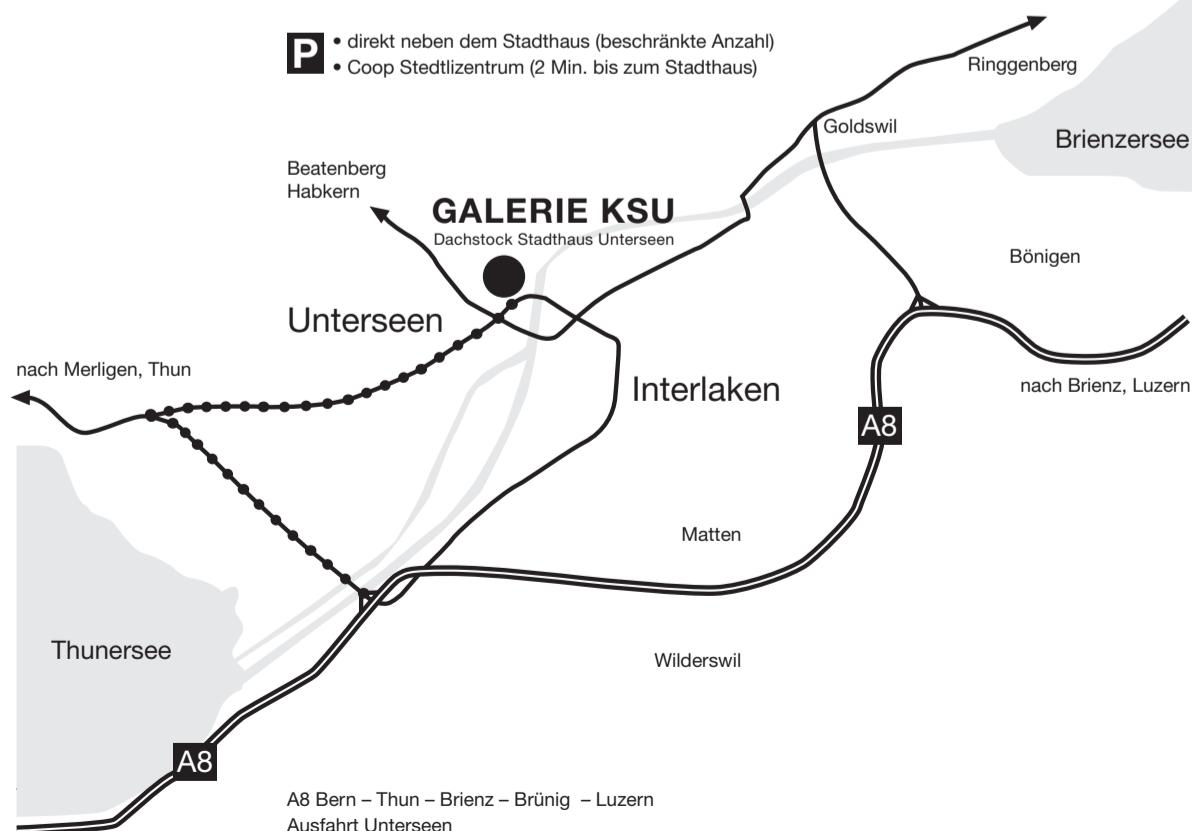 P
• direkt neben dem Stadthaus (beschränkte Anzahl)
• Coop Stedtlizentrum (2 Min. bis zum Stadthaus)
Ringgenberg
Goldswil
Brienzersee
Beatenberg
Habkern
GALERIE KSU
Dachstock Stadthaus Unterseen
Bönigen
Unterseen
nach Merligen, Thun
Interlaken
nach Brienz, Luzern
A8
Matten
Thunersee
Wilderswil
A8
A8 Bern – Thun – Brienz – Brünig – Luzern
Ausfahrt Unterseen